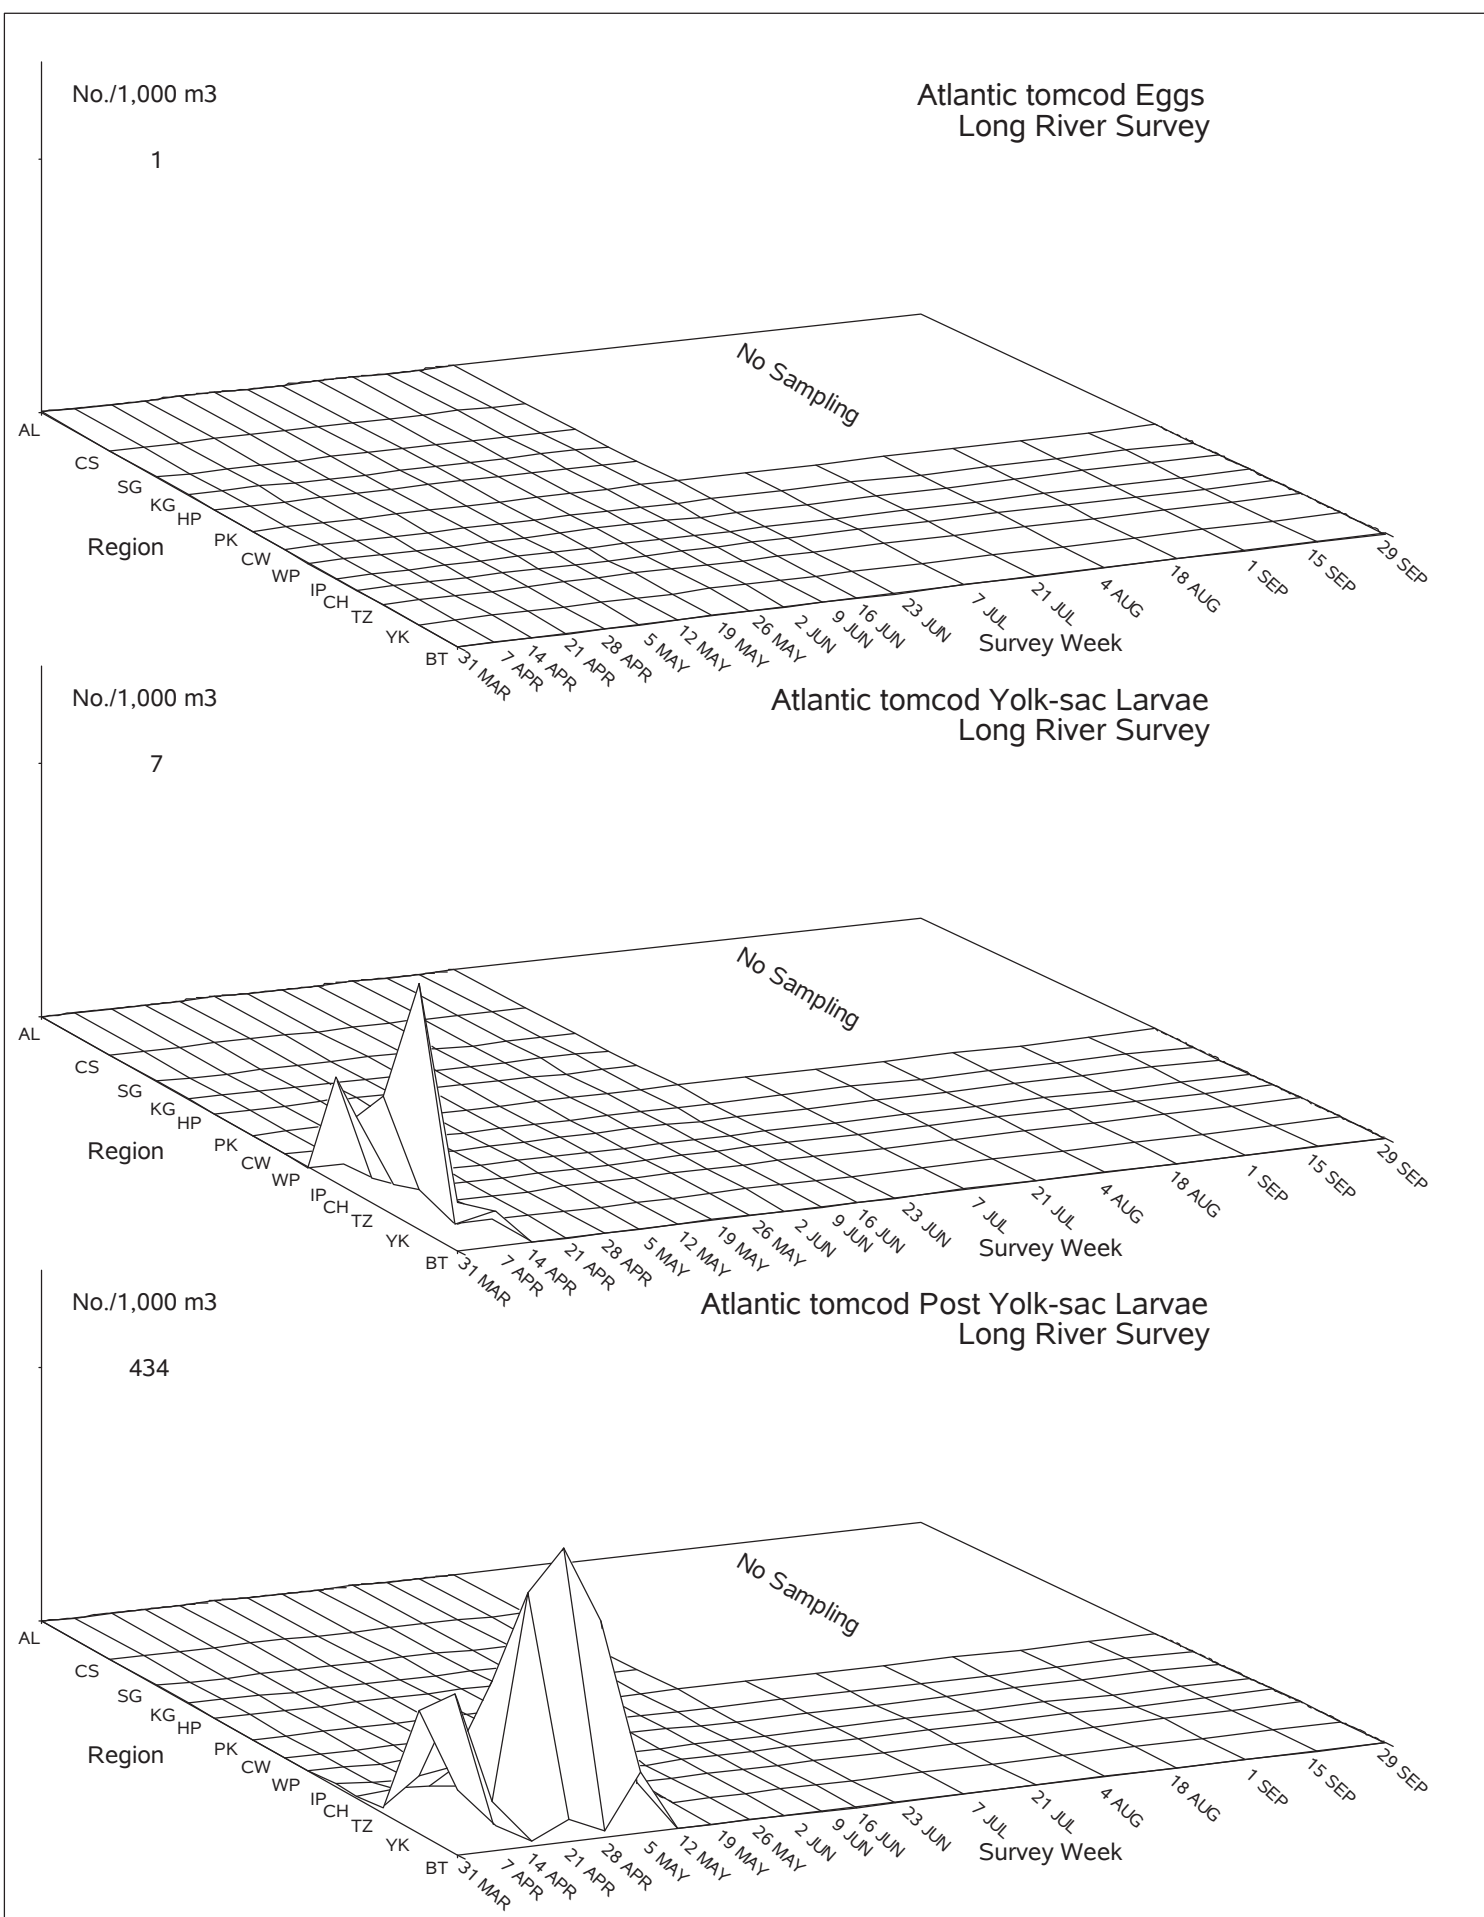 No./1,000 m3
Atlantic tomcod Eggs
Long River Survey
1
No Sampling
AL
CS
SG
KG
HP
PK
CW
WP
IP
CH
TZ
YK
BT
Region
31 MAR
7 APR
14 APR
21 APR
28 APR
5 MAY
12 MAY
19 MAY
26 MAY
2 JUN
9 JUN
16 JUN
23 JUN
7 JUL
21 JUL
4 AUG
18 AUG
1 SEP
15 SEP
29 SEP
Survey Week
No./1,000 m3
Atlantic tomcod Yolk-sac Larvae
Long River Survey
7
No Sampling
AL
CS
SG
KG
HP
PK
CW
WP
IP
CH
TZ
YK
BT
Region
31 MAR
7 APR
14 APR
21 APR
28 APR
5 MAY
12 MAY
19 MAY
26 MAY
2 JUN
9 JUN
16 JUN
23 JUN
7 JUL
21 JUL
4 AUG
18 AUG
1 SEP
15 SEP
29 SEP
Survey Week
No./1,000 m3
Atlantic tomcod Post Yolk-sac Larvae
Long River Survey
434
No Sampling
AL
CS
SG
KG
HP
PK
CW
WP
IP
CH
TZ
YK
BT
Region
31 MAR
7 APR
14 APR
21 APR
28 APR
5 MAY
12 MAY
19 MAY
26 MAY
2 JUN
9 JUN
16 JUN
23 JUN
7 JUL
21 JUL
4 AUG
18 AUG
1 SEP
15 SEP
29 SEP
Survey Week